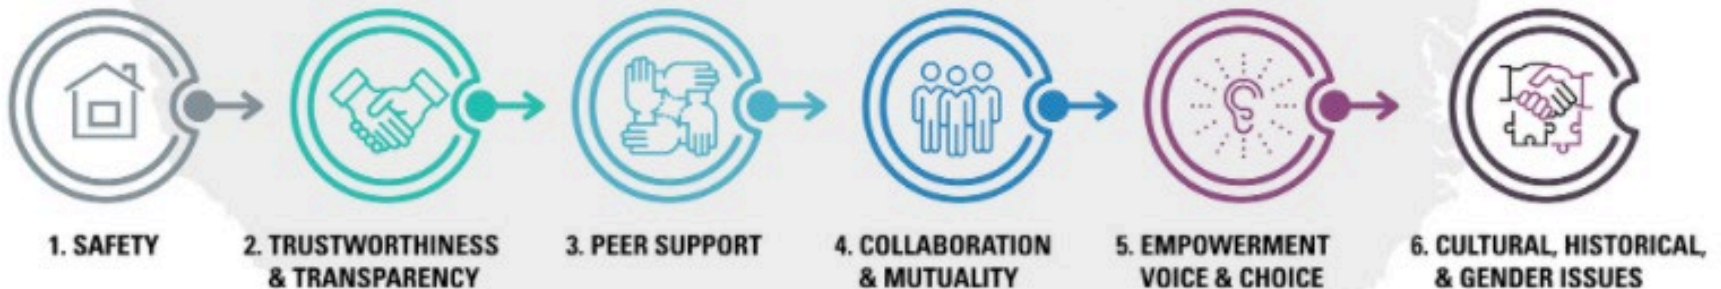 1. SAFETY
2. TRUSTWORTHINESS
& TRANSPARENCY
3. PEER SUPPORT
4. COLLABORATION
& MUTUALITY
5. EMPOWERMENT
VOICE & CHOICE
6. CULTURAL, HISTORICAL,
& GENDER ISSUES